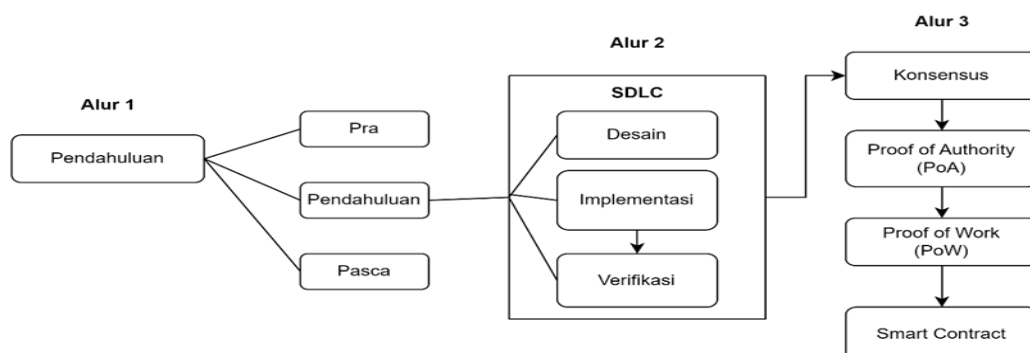 Alur 1
Pendahuluan
Pra
Pendahuluan
Pasca
Alur 2
SDLC
Desain
Implementasi
Verifikasi
Alur 3
Konsensus
Proof of Authority
(PoA)
Proof of Work
(PoW)
Smart Contract